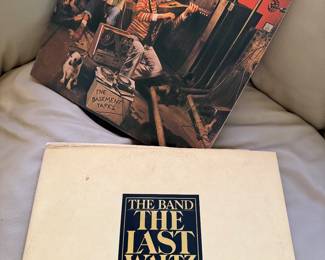 THE
BASEMENT
TAPES
THE BAND
THE
LAST
WALTZ